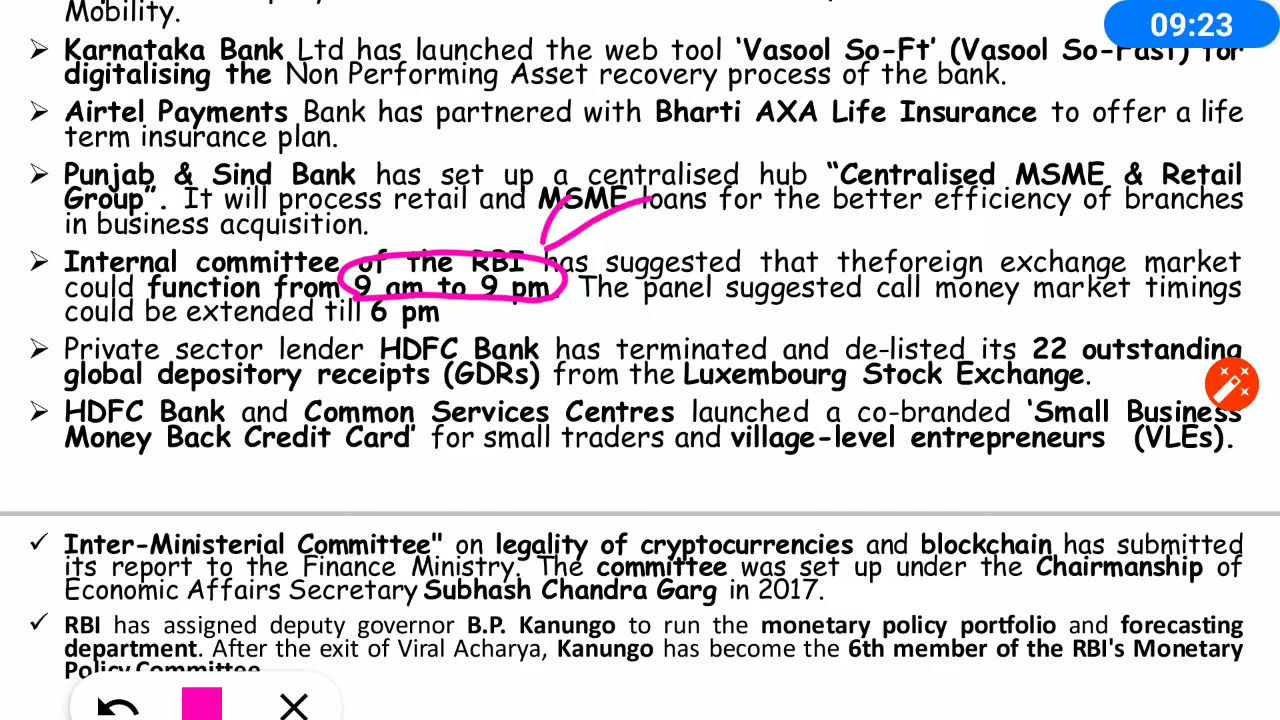 Mobility.
09:23
➤ Karnataka Bank Ltd has launched the web tool ‘Vasool So-Ft’ (Vasool So-Fast) for
digitalising the Non Performing Asset recovery process of the bank.
➤ Airtel Payments Bank has partnered with Bharti AXA Life Insurance to offer a life
term insurance plan.
➤ Punjab & Sind Bank has set up a centralised hub “Centralised MSME & Retail
Group”. It will process retail and MSME loans for the better efficiency of branches
in business acquisition.
➤ Internal committee of the RBI has suggested that theforeign exchange market
could function from 9 am to 9 pm. The panel suggested call money market timings
could be extended till 6 pm
➤ Private sector lender HDFC Bank has terminated and de-listed its 22 outstanding
global depository receipts (GDRs) from the Luxembourg Stock Exchange.
➤ HDFC Bank and Common Services Centres launched a co-branded ‘Small Business
Money Back Credit Card’ for small traders and village-level entrepreneurs (VLEs).
✓ Inter-Ministerial Committee" on legality of cryptocurrencies and blockchain has submitted
its report to the Finance Ministry. The committee was set up under the Chairmanship of
Economic Affairs Secretary Subhash Chandra Garg in 2017.
✓ RBI has assigned deputy governor B.P. Kanungo to run the monetary policy portfolio and forecasting
department. After the exit of Viral Acharya, Kanungo has become the 6th member of the RBI's Monetary
Policy Committee